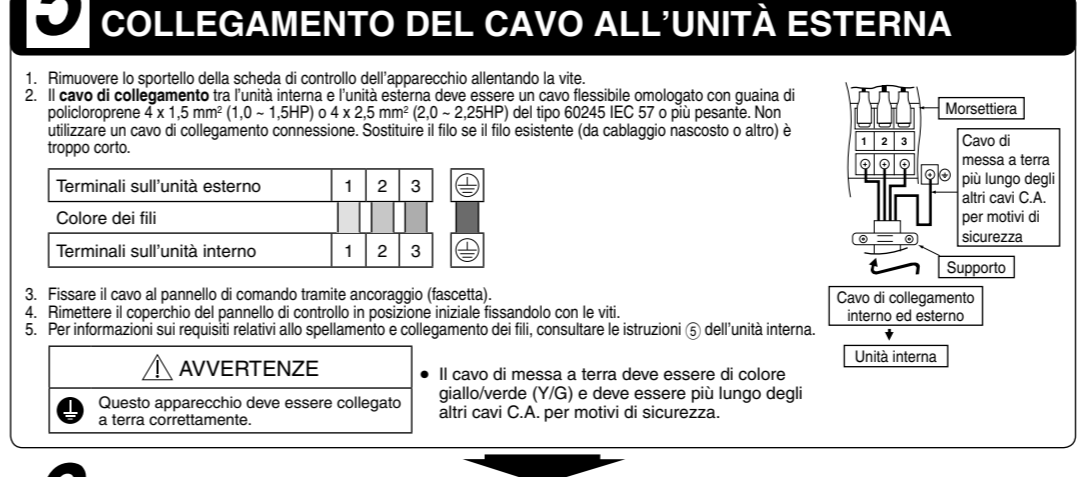 5 COLLEGAMENTO DEL CAVO ALL'UNITÀ ESTERNA
1. Rimuovere lo sportello della scheda di controllo dell'apparecchio allentando la vite.
2. Il cavo di collegamento tra l'unità interna e l'unità esterna deve essere un cavo flessibile omologato con guaina di
policloroprene 4 x 1,5 mm² (1,0 ~ 1,5HP) o 4 x 2,5 mm² (2,0 ~ 2,25HP) del tipo 60245 IEC 57 o più pesante. Non
utilizzare un cavo di collegamento connessione. Sostituire il filo se il filo esistente (da cablaggio nascosto o altro) è
troppo corto.
Terminali sull'unità esterno 1 2 3
Colore dei fili
Terminali sull'unità interno 1 2 3
3. Fissare il cavo al pannello di comando tramite ancoraggio (fascetta).
4. Rimettere il coperchio del pannello di controllo in posizione iniziale fissandolo con le viti.
5. Per informazioni sui requisiti relativi allo spellamento e collegamento dei fili, consultare le istruzioni ⑤ dell'unità interna.
AVVERTENZE
Questo apparecchio deve essere collegato
a terra correttamente.
• Il cavo di messa a terra deve essere di colore
giallo/verde (Y/G) e deve essere più lungo degli
altri cavi C.A. per motivi di sicurezza.
Morsettiera
1 2 3
Cavo di
messa a terra
più lungo degli
altri cavi C.A.
per motivi di
sicurezza
Supporto
Cavo di collegamento
interno ed esterno
Unità interna